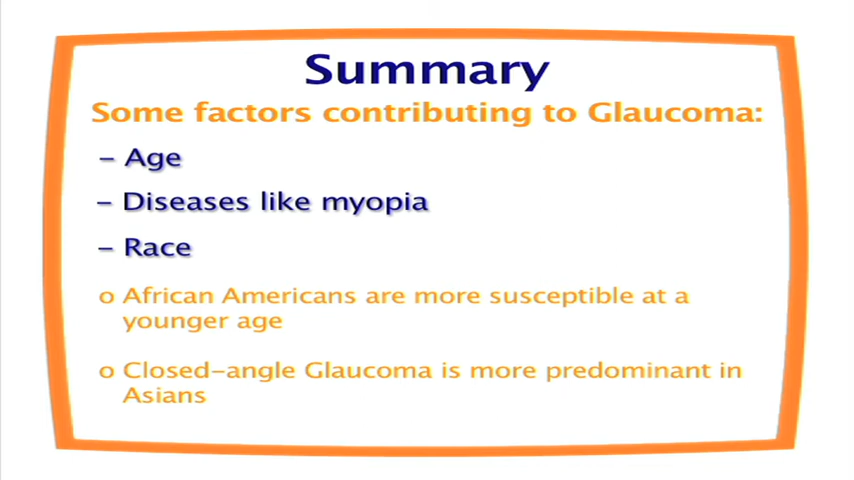 Summary
Some factors contributing to Glaucoma:
– Age
– Diseases like myopia
– Race
o African Americans are more susceptible at a
younger age
o Closed–angle Glaucoma is more predominant in
Asians